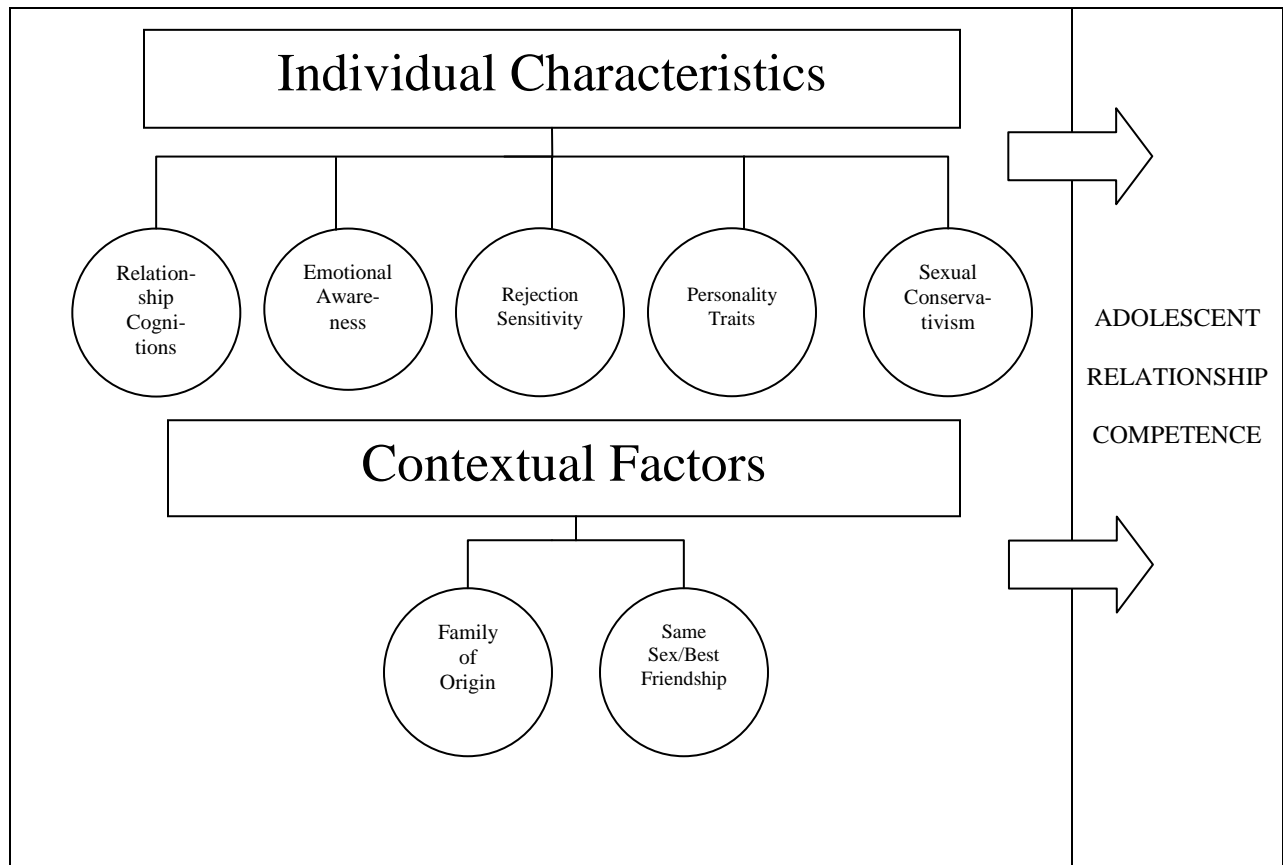 Individual Characteristics
Relation-
ship
Cogni-
tions
Emotional
Aware-
ness
Rejection
Sensitivity
Personality
Traits
Sexual
Conserva-
tivism
ADOLESCENT
RELATIONSHIP
COMPETENCE
Contextual Factors
Family
of
Origin
Same
Sex/Best
Friendship